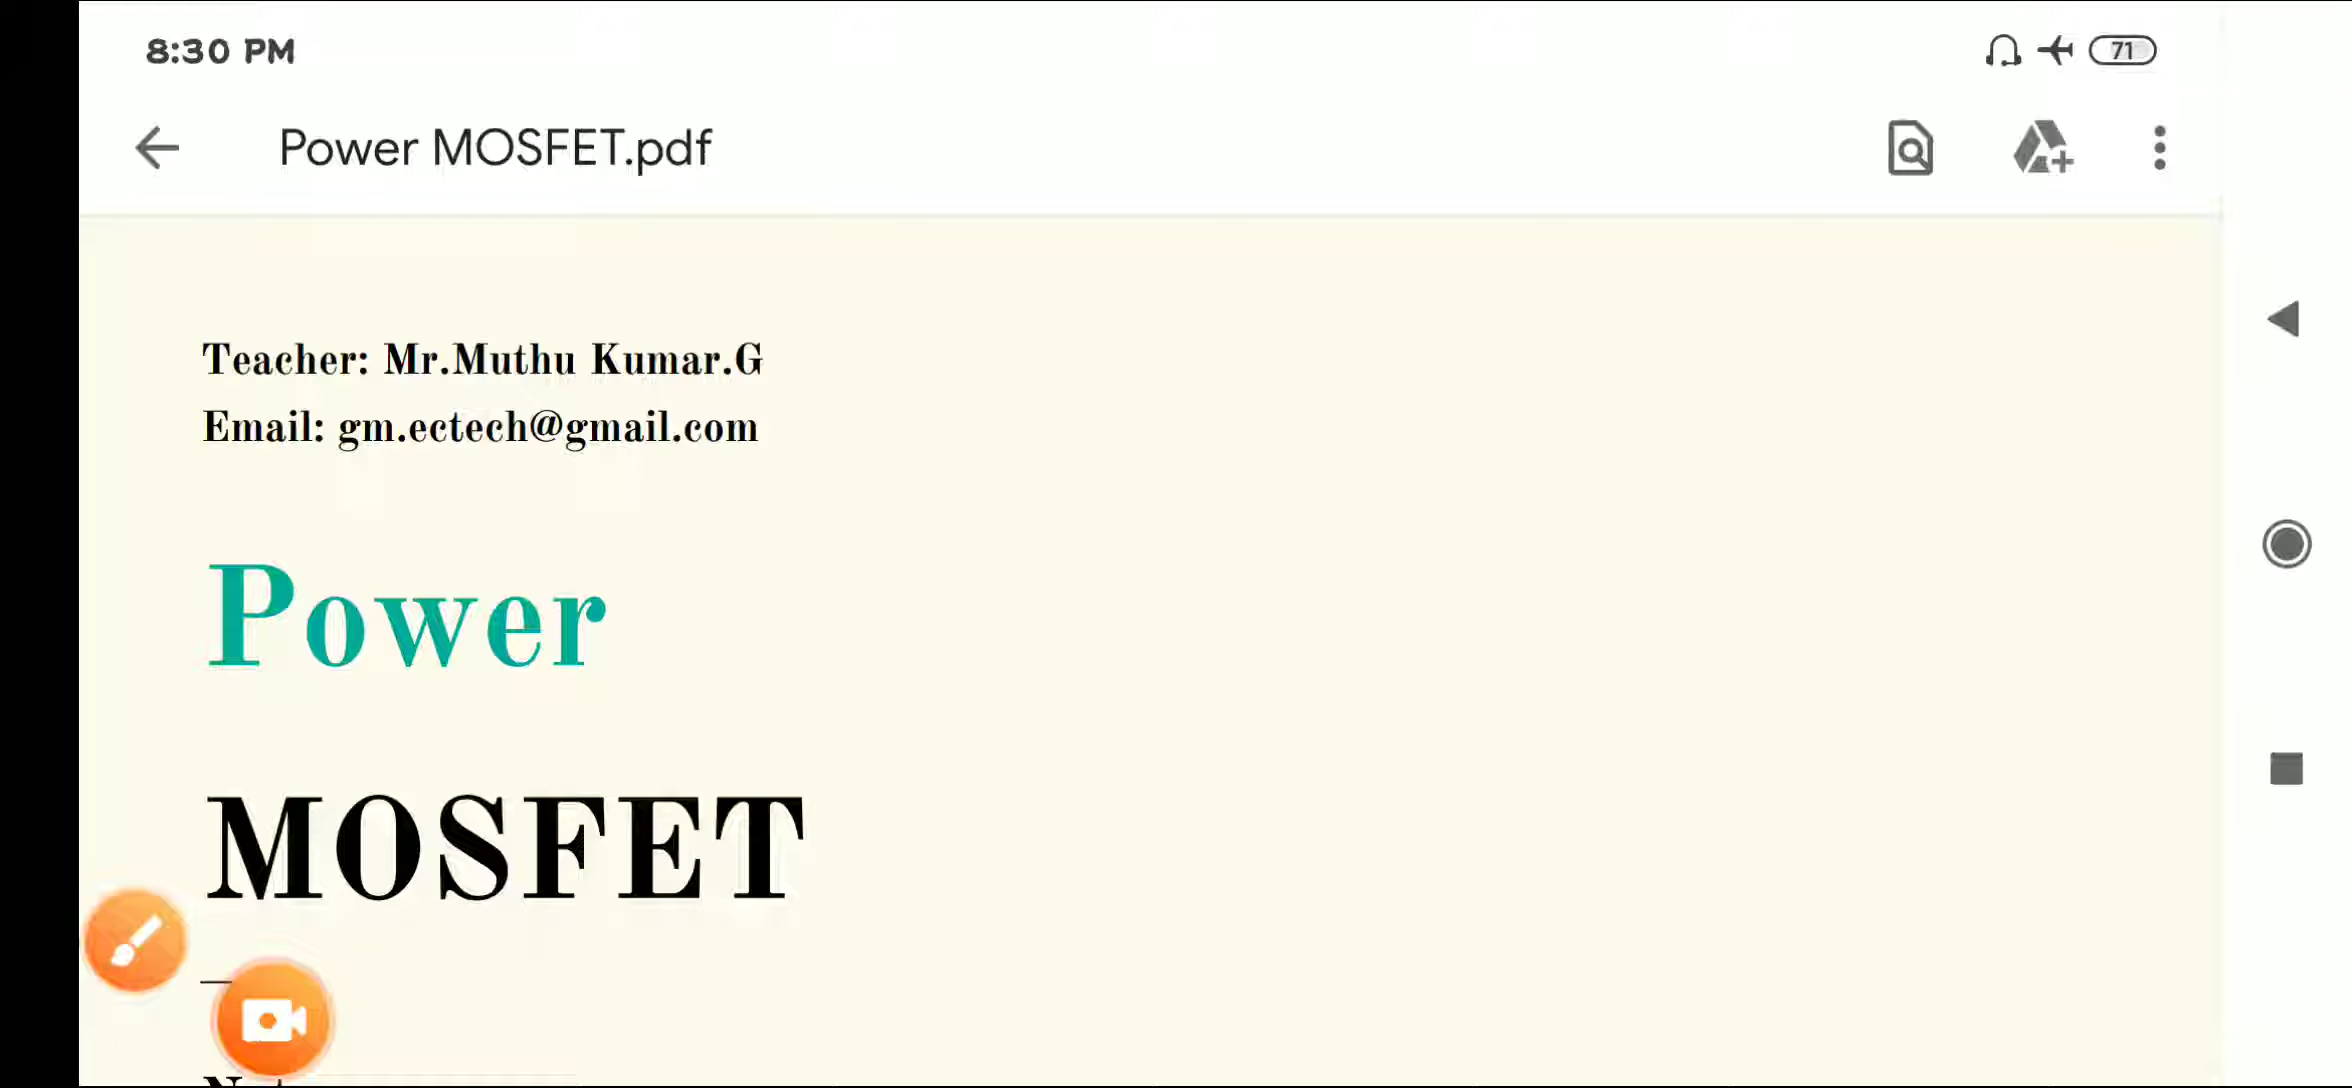 8:30 PM
71
Power MOSFET.pdf
Teacher: Mr.Muthu Kumar.G
Email: gm.ectech@gmail.com
Power
MOSFET